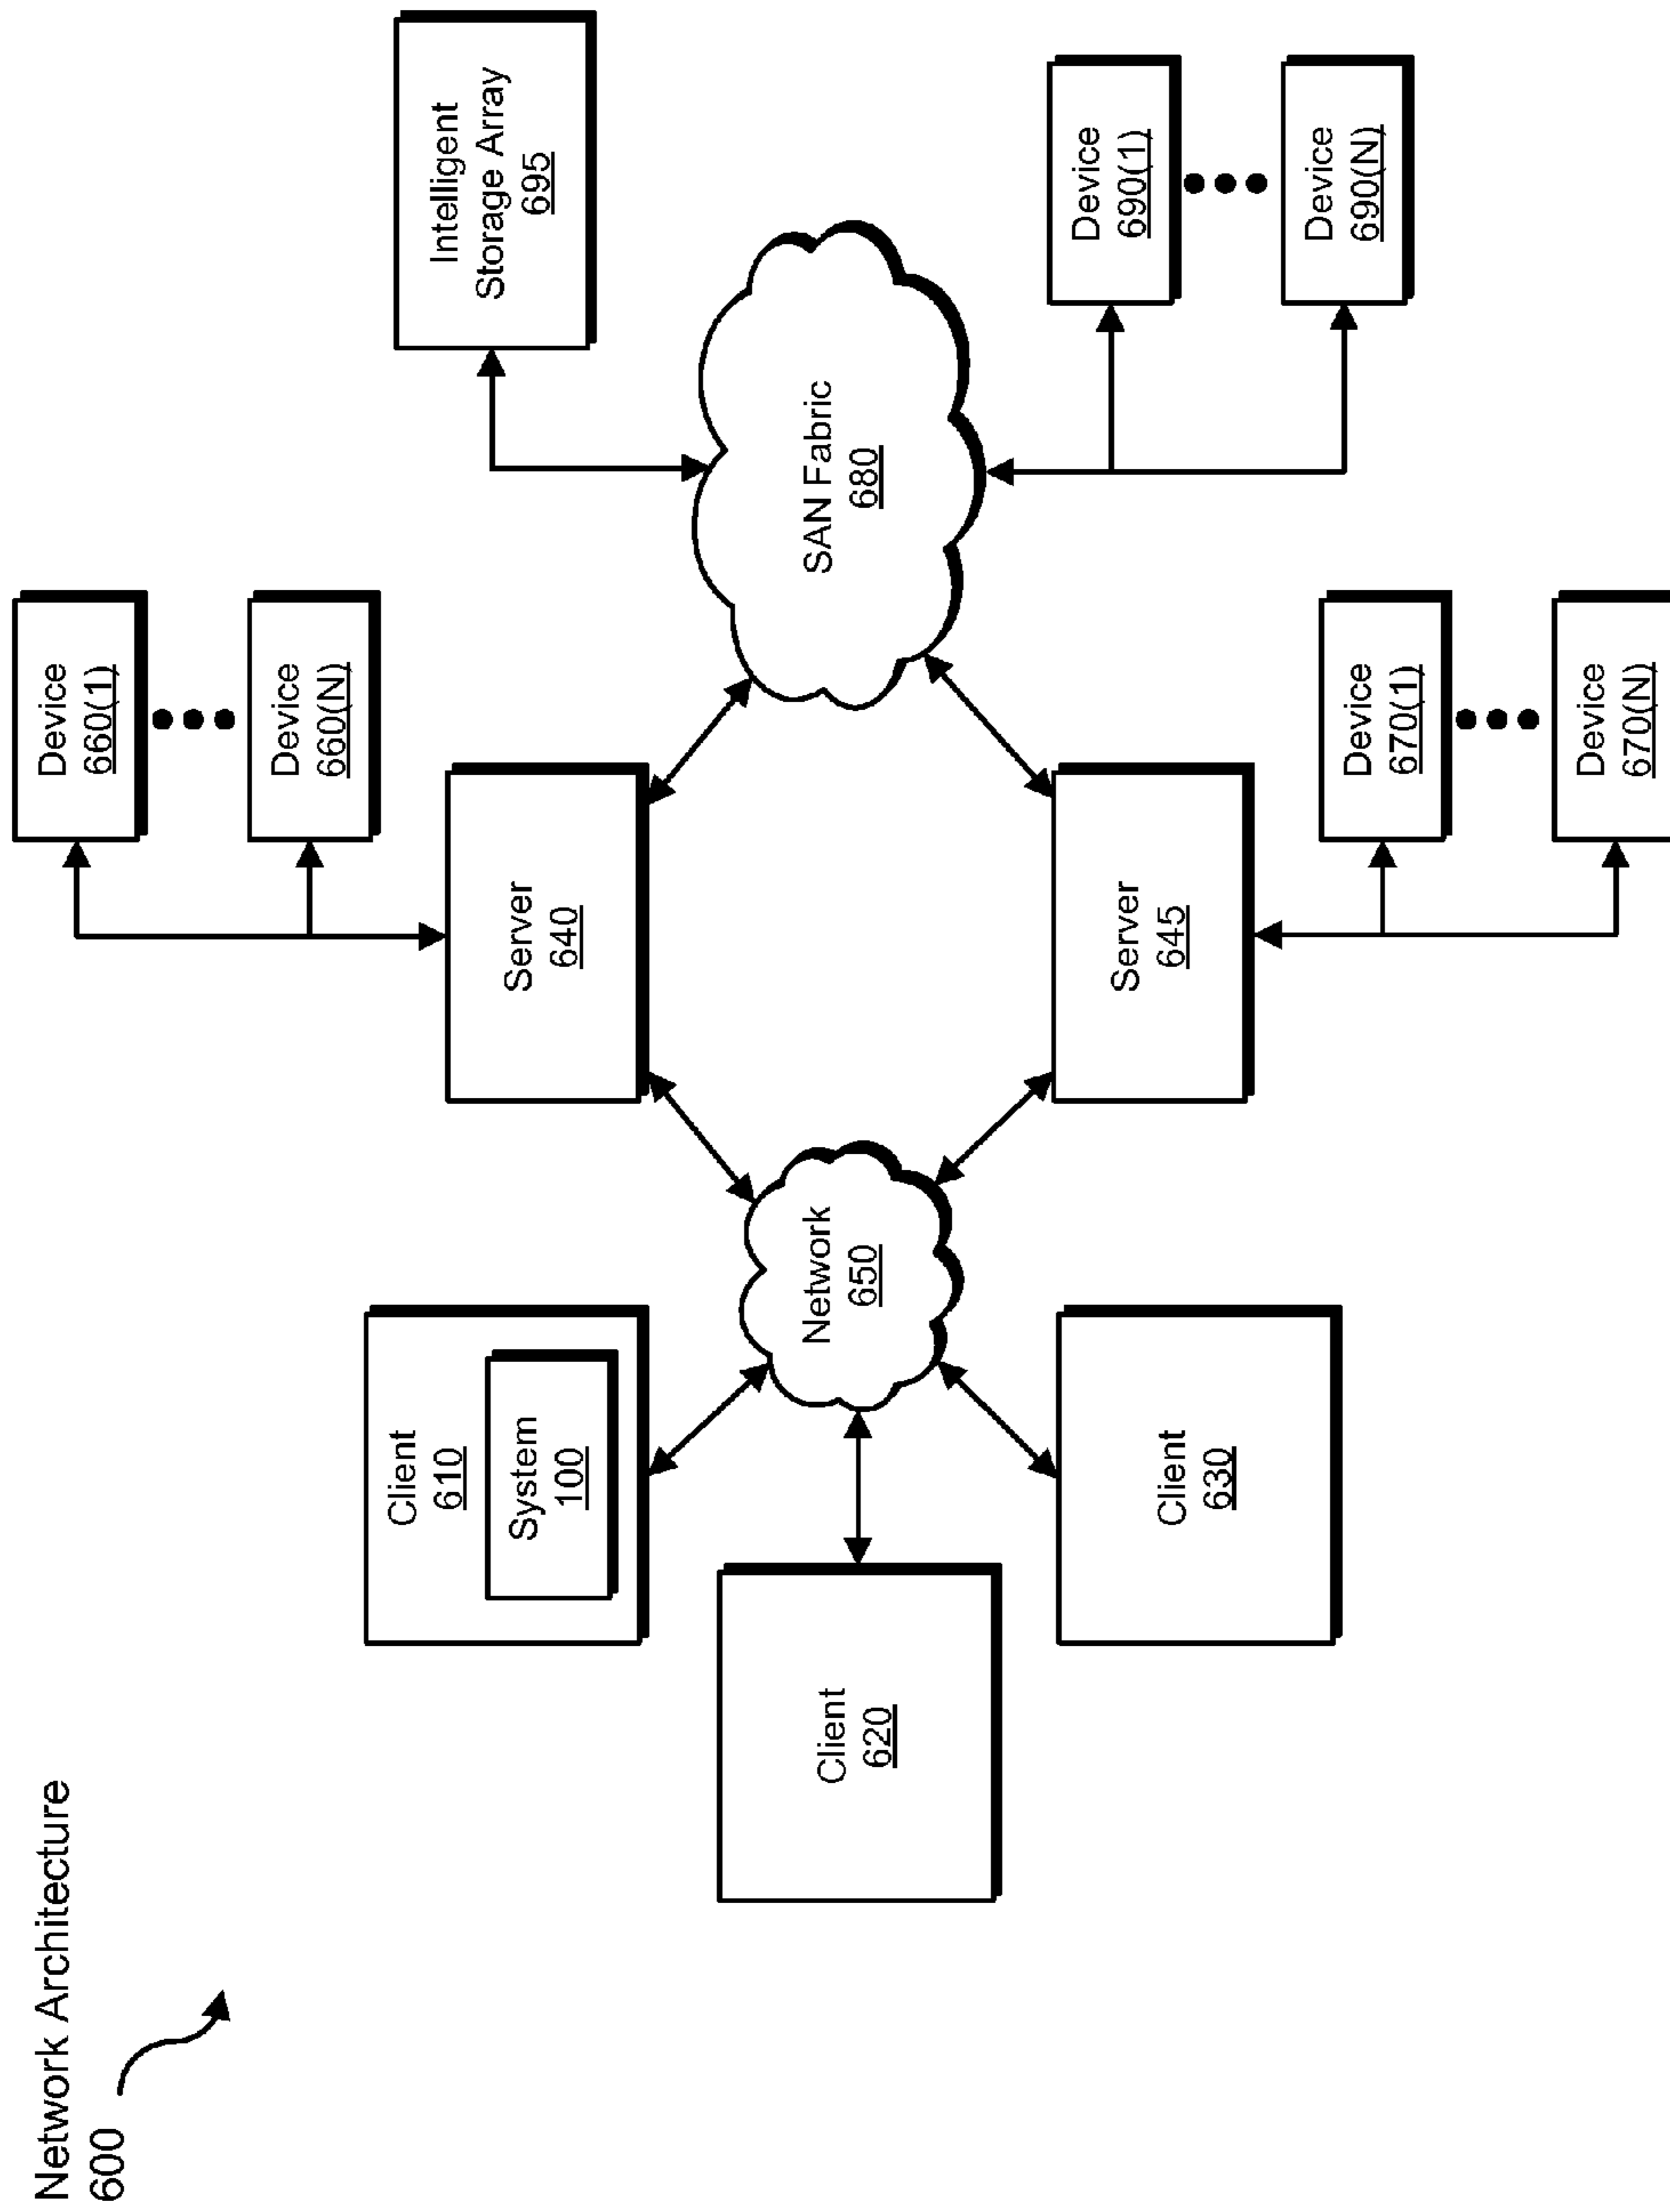 Network Architecture
600
Device
660(1)
Device
660(N)
Intelligent
Storage Array
695
Client
610
System
100
Server
640
Client
620
Network
650
SAN Fabric
680
Device
690(1)
Device
690(N)
Client
630
Server
645
Device
670(1)
Device
670(N)